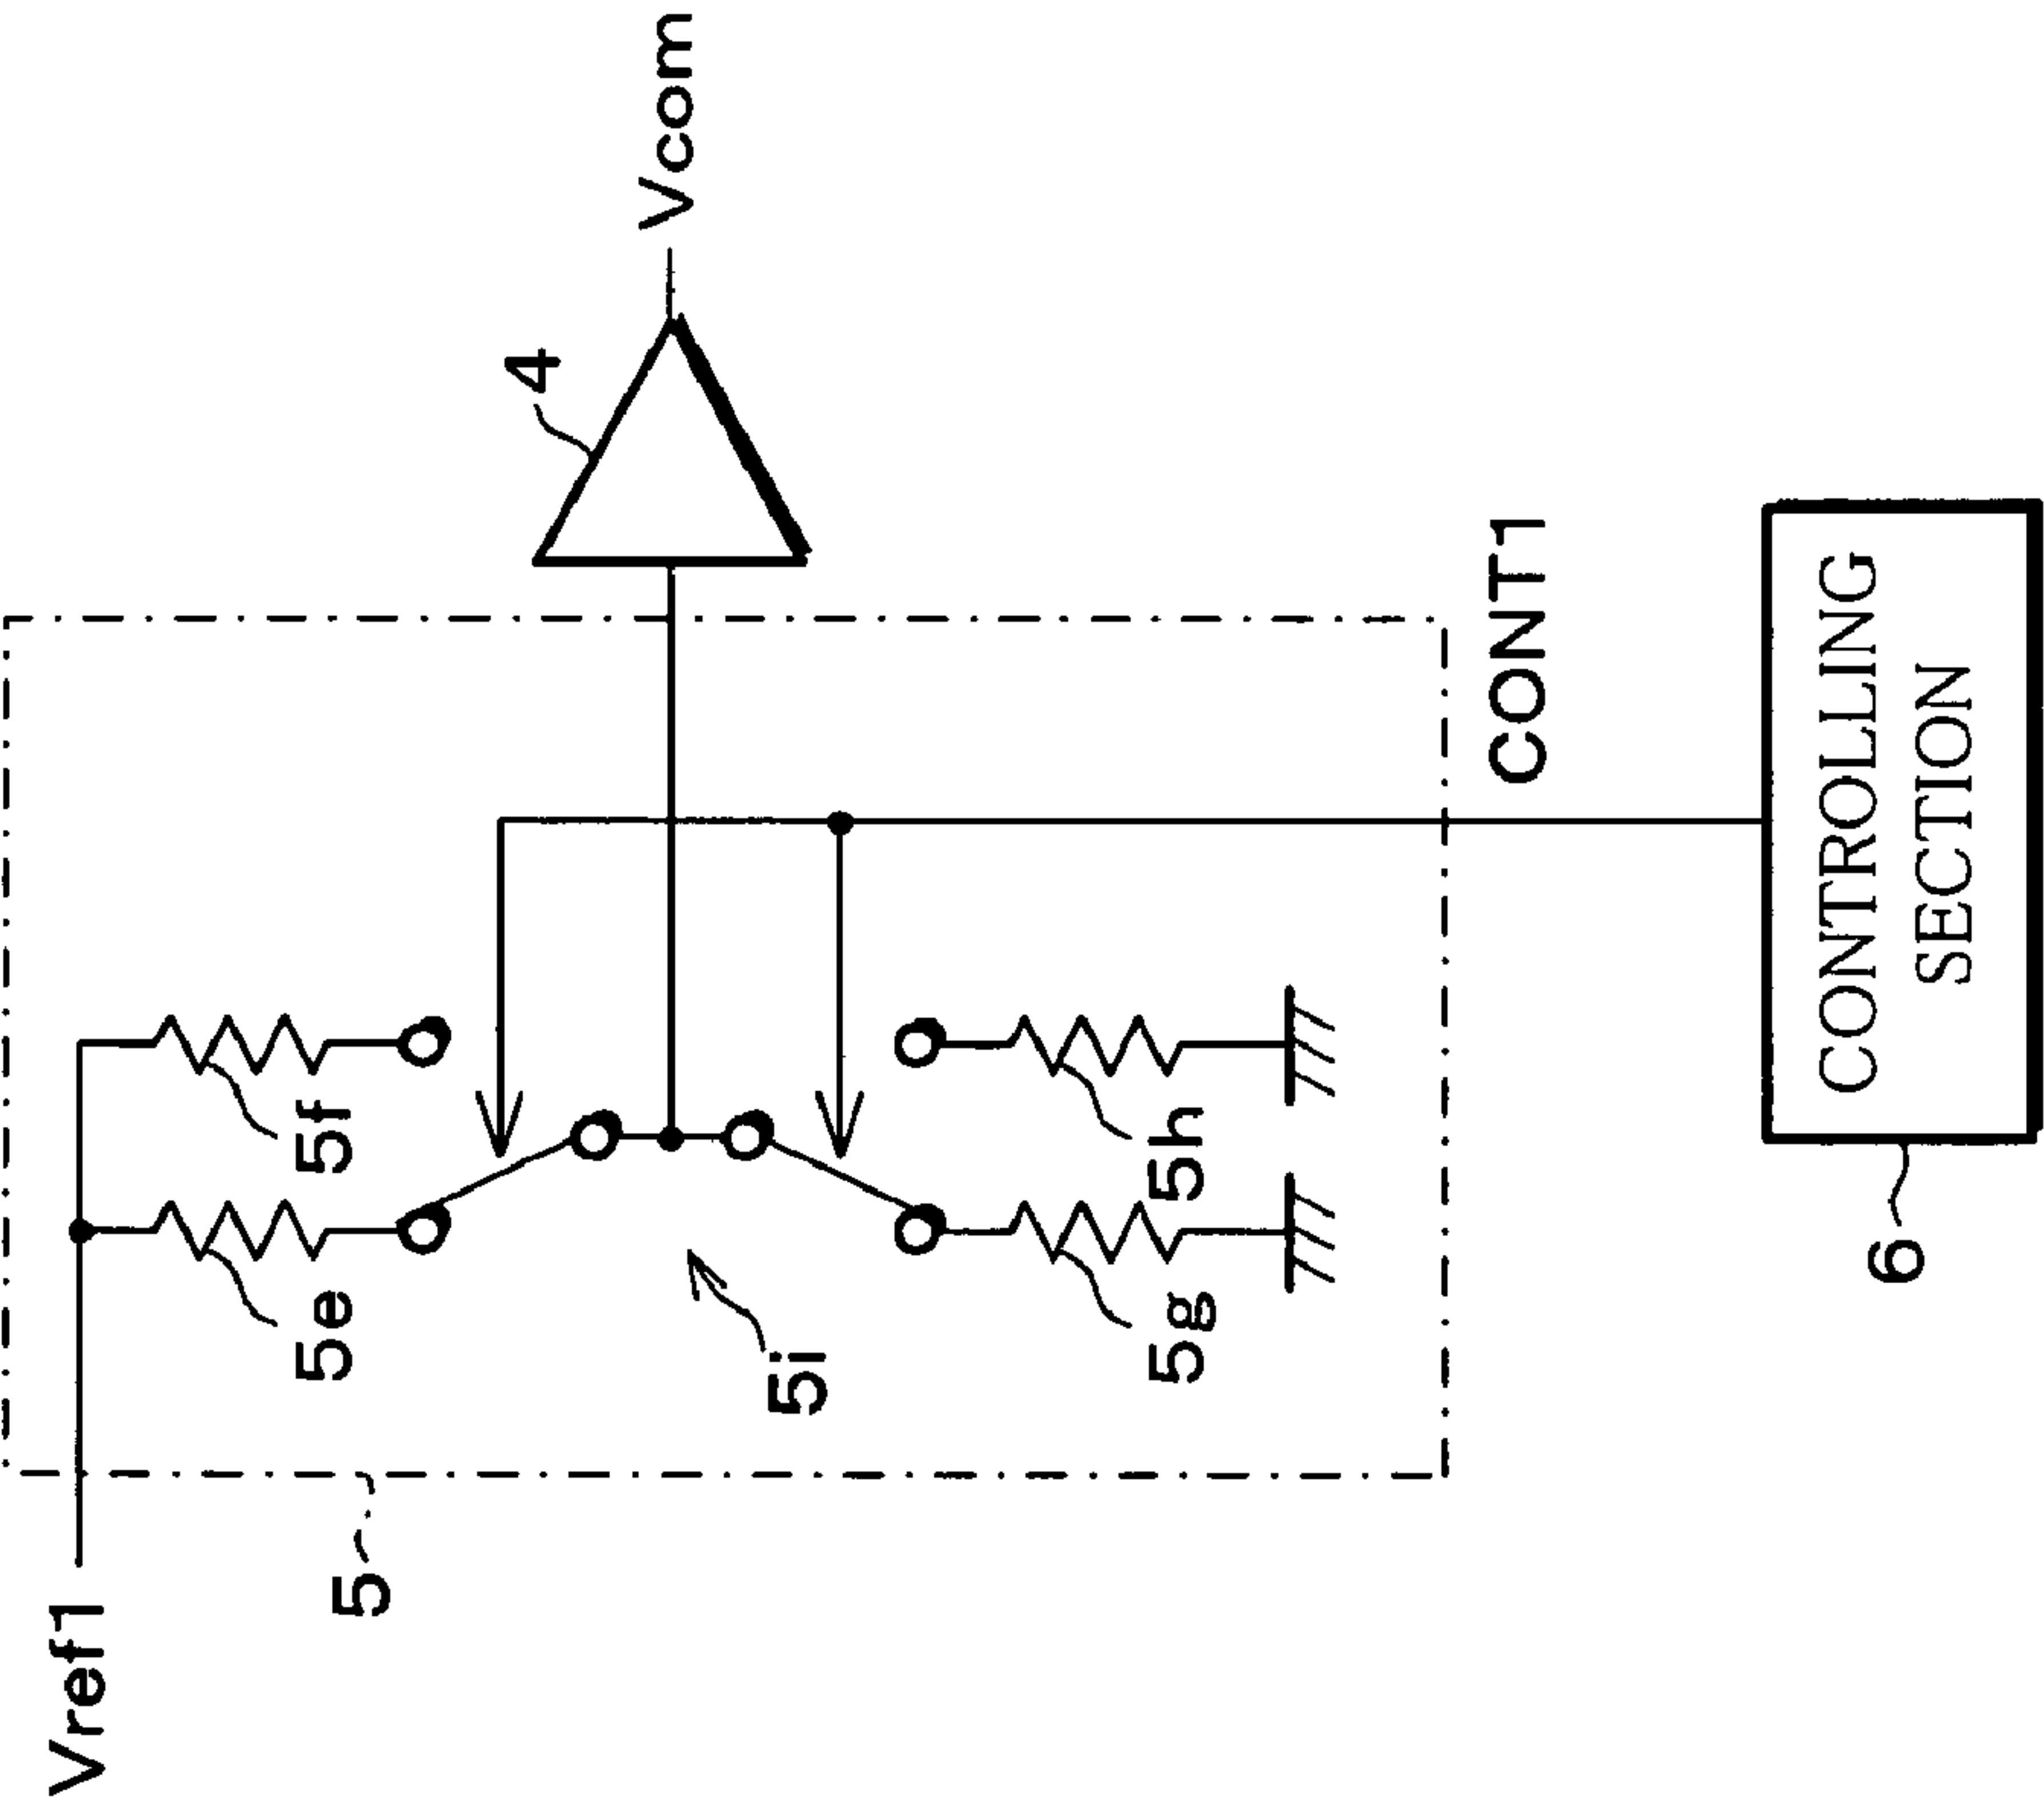 Vref1
5
5e
5f
5i
5g
5h
4
Vcom
CONT1
CONTROLLING
SECTION
6